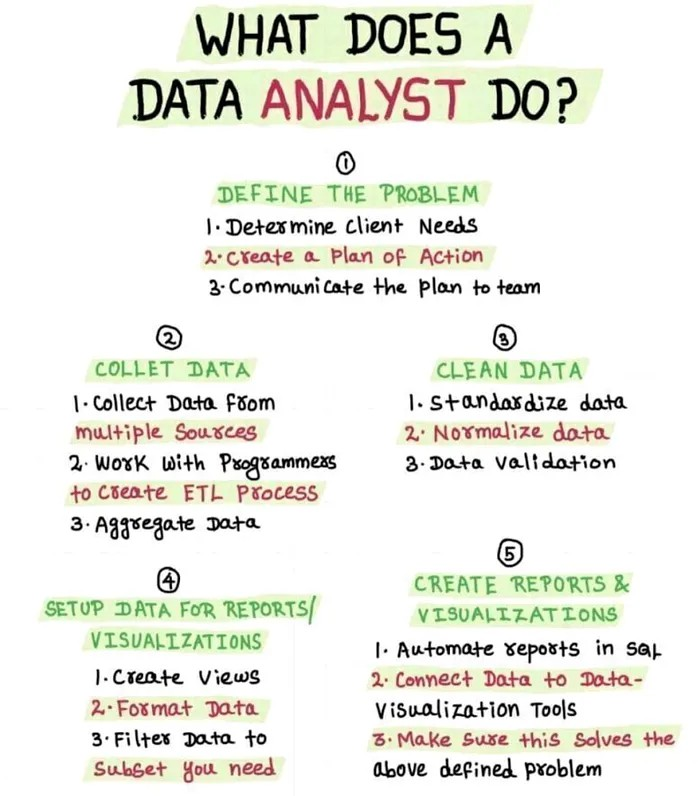 WHAT DOES A
DATA ANALYST DO?
1
DEFINE THE PROBLEM
1. Determine Client Needs
2. Create a Plan of Action
3. Communicate the plan to team
2
COLLET DATA
1. Collect Data from
multiple Sources
2. Work with Programmers
to Create ETL Process
3. Aggregate Data
3
CLEAN DATA
1. Standardize data
2. Normalize data
3. Data Validation
4
SETUP DATA FOR REPORTS/
VISUALIZATIONS
1. Create Views
2. Format Data
3. Filter Data to
Subset you need
5
CREATE REPORTS &
VISUALIZATIONS
1. Automate reports in SQL
2. Connect Data to Data-
Visualization Tools
3. Make Sure this Solves the
above defined problem